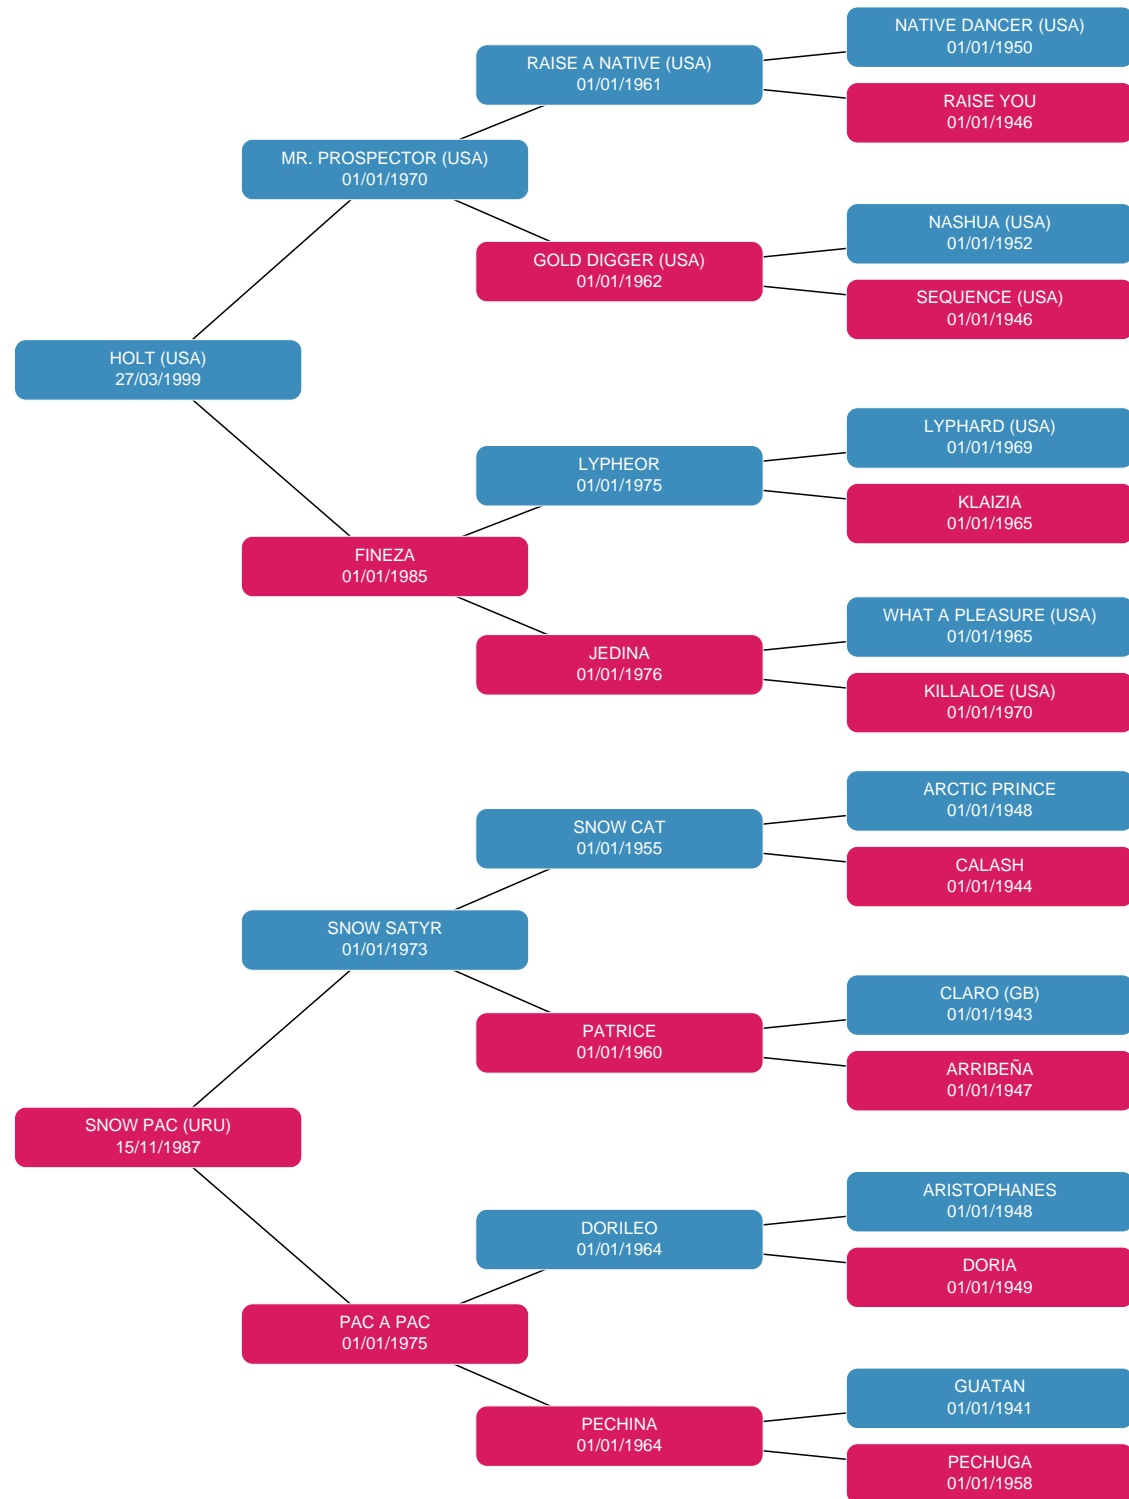 NATIVE DANCER (USA)
01/01/1950
RAISE A NATIVE (USA)
01/01/1961
RAISE YOU
01/01/1946
MR. PROSPECTOR (USA)
01/01/1970
NASHUA (USA)
01/01/1952
GOLD DIGGER (USA)
01/01/1962
SEQUENCE (USA)
01/01/1946
HOLT (USA)
27/03/1999
LYPHARD (USA)
01/01/1969
LYPHEOR
01/01/1975
KLAIZIA
01/01/1965
FINEZA
01/01/1985
WHAT A PLEASURE (USA)
01/01/1965
JEDINA
01/01/1976
KILLALOE (USA)
01/01/1970
ARCTIC PRINCE
01/01/1948
SNOW CAT
01/01/1955
CALASH
01/01/1944
SNOW SATYR
01/01/1973
CLARO (GB)
01/01/1943
PATRICE
01/01/1960
ARRIBEÑA
01/01/1947
SNOW PAC (URU)
15/11/1987
ARISTOPHANES
01/01/1948
DORILEO
01/01/1964
DORIA
01/01/1949
PAC A PAC
01/01/1975
GUATAN
01/01/1941
PECHINA
01/01/1964
PECHUGA
01/01/1958